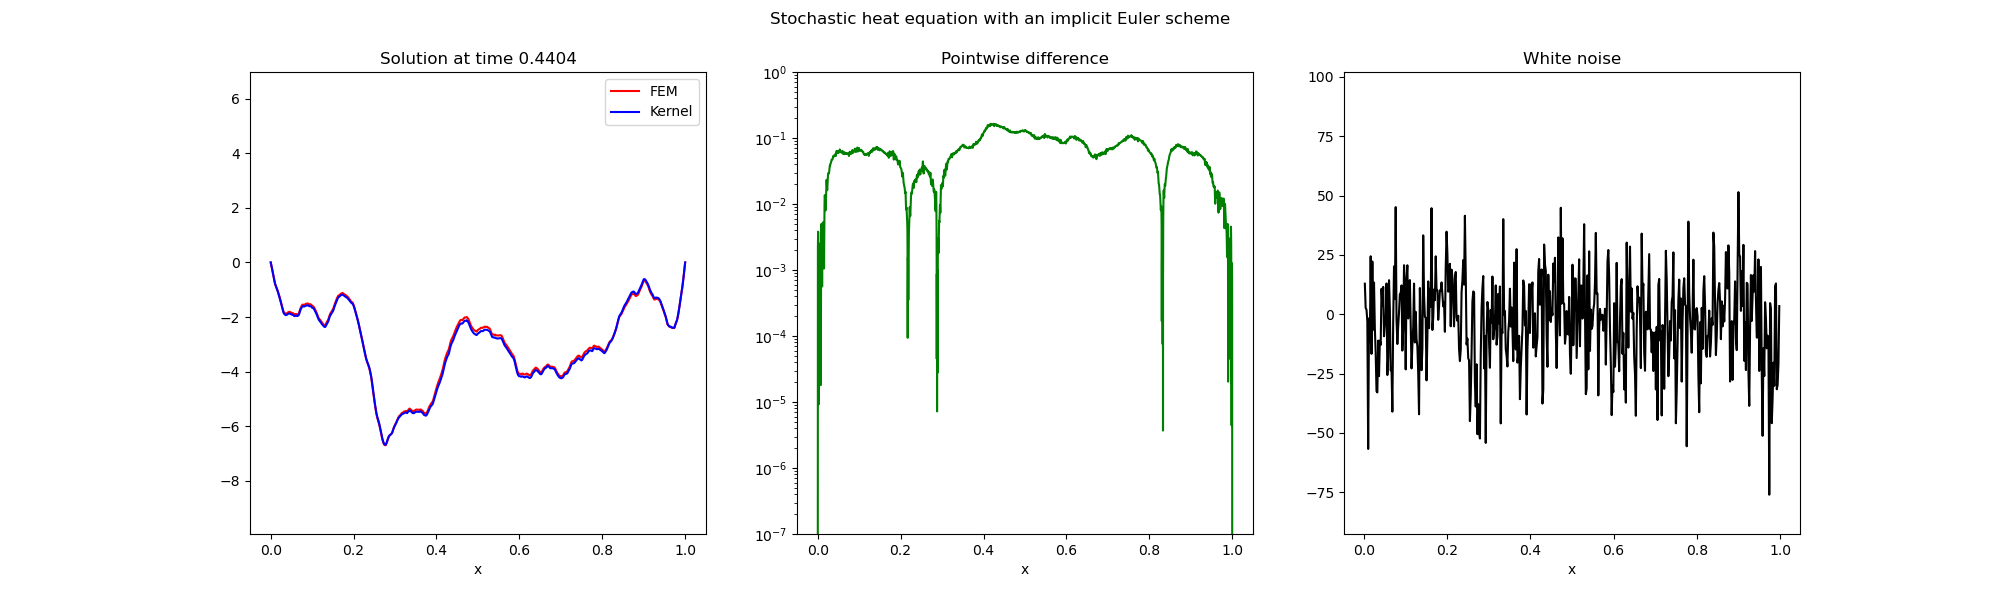 Stochastic heat equation with an implicit Euler scheme
Solution at time 0.4404
6
4
2
0
−2
−4
−6
−8
0.0 0.2 0.4 0.6 0.8 1.0
x
FEM
Kernel
Pointwise difference
10⁰
10⁻¹
10⁻²
10⁻³
10⁻⁴
10⁻⁵
10⁻⁶
10⁻⁷
0.0 0.2 0.4 0.6 0.8 1.0
x
White noise
100
75
50
25
0
−25
−50
−75
0.0 0.2 0.4 0.6 0.8 1.0
x